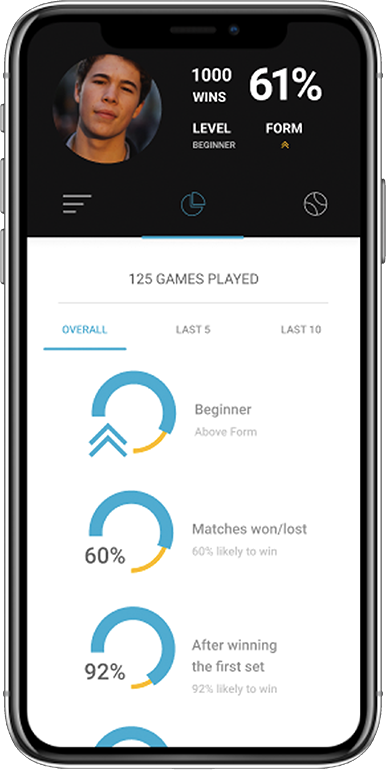 1000 61%
WINS
LEVEL FORM
BEGINNER
125 GAMES PLAYED
OVERALL LAST 5 LAST 10
Beginner
Above Form
Matches won/lost
60% likely to win
60%
After winning
the first set
92% likely to win
92%